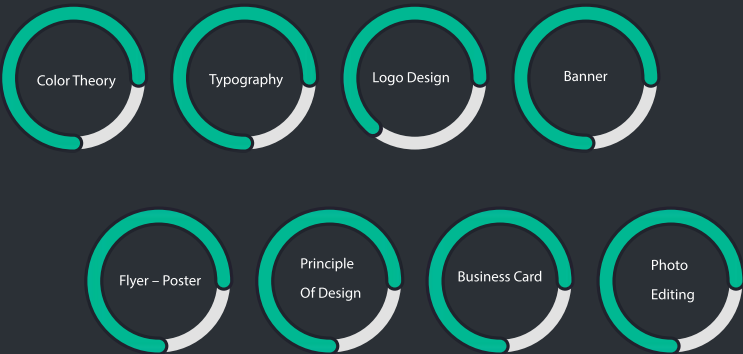 Color Theory
Typography
Logo Design
Banner
Flyer – Poster
Principle
Of Design
Business Card
Photo
Editing